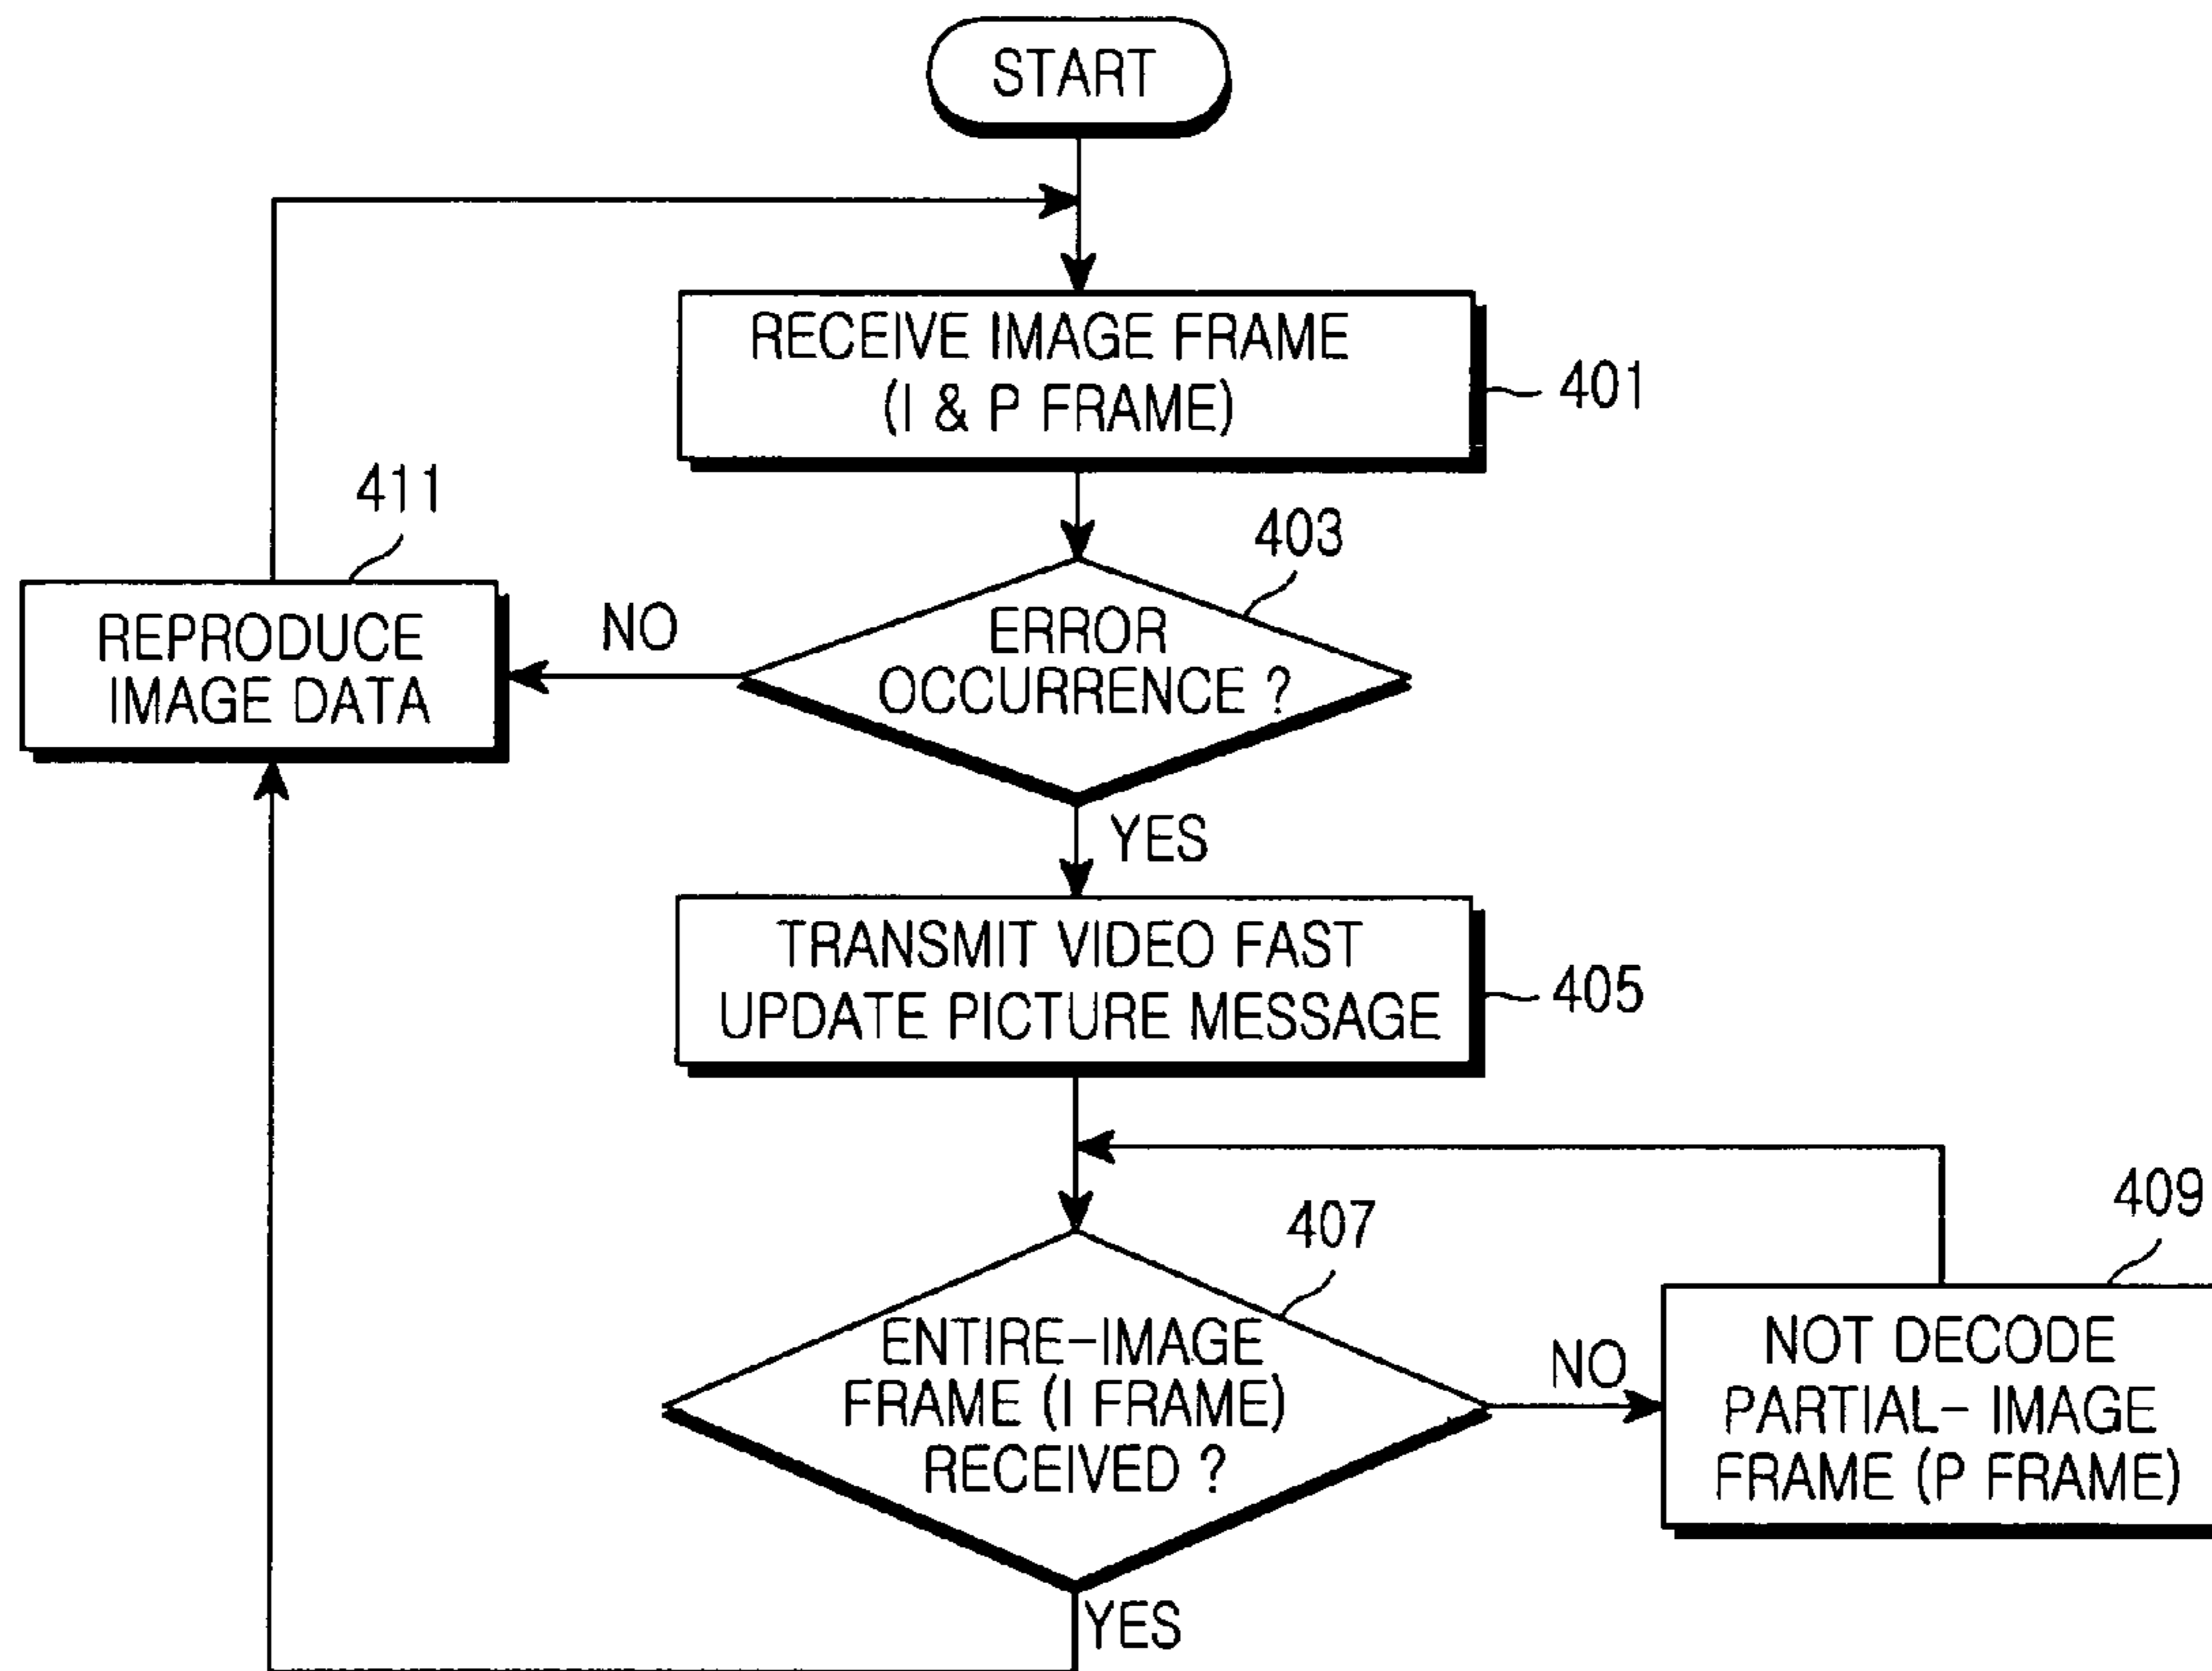 START
RECEIVE IMAGE FRAME
(I & P FRAME)
401
411
403
REPRODUCE
IMAGE DATA
NO
ERROR
OCCURRENCE ?
YES
TRANSMIT VIDEO FAST
UPDATE PICTURE MESSAGE
405
407
409
ENTIRE-IMAGE
FRAME (I FRAME)
RECEIVED ?
NO
NOT DECODE
PARTIAL- IMAGE
FRAME (P FRAME)
YES